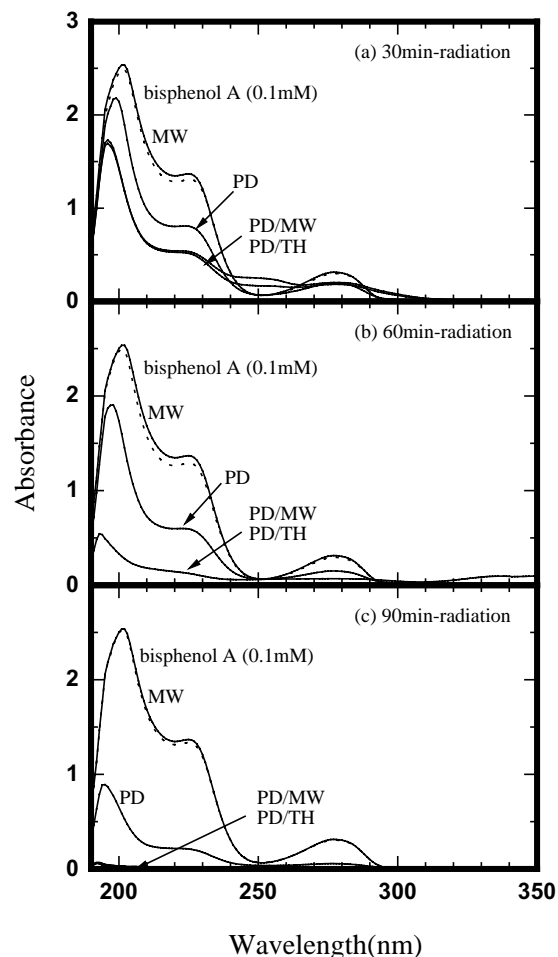 3
(a) 30min-radiation
bisphenol A (0.1mM)
MW
2
PD
PD/MW
PD/TH
1
0
(b) 60min-radiation
bisphenol A (0.1mM)
MW
2
PD
PD/MW
PD/TH
1
0
(c) 90min-radiation
bisphenol A (0.1mM)
MW
2
PD
PD/MW
PD/TH
1
0
200
250
300
350
Absorbance
Wavelength(nm)